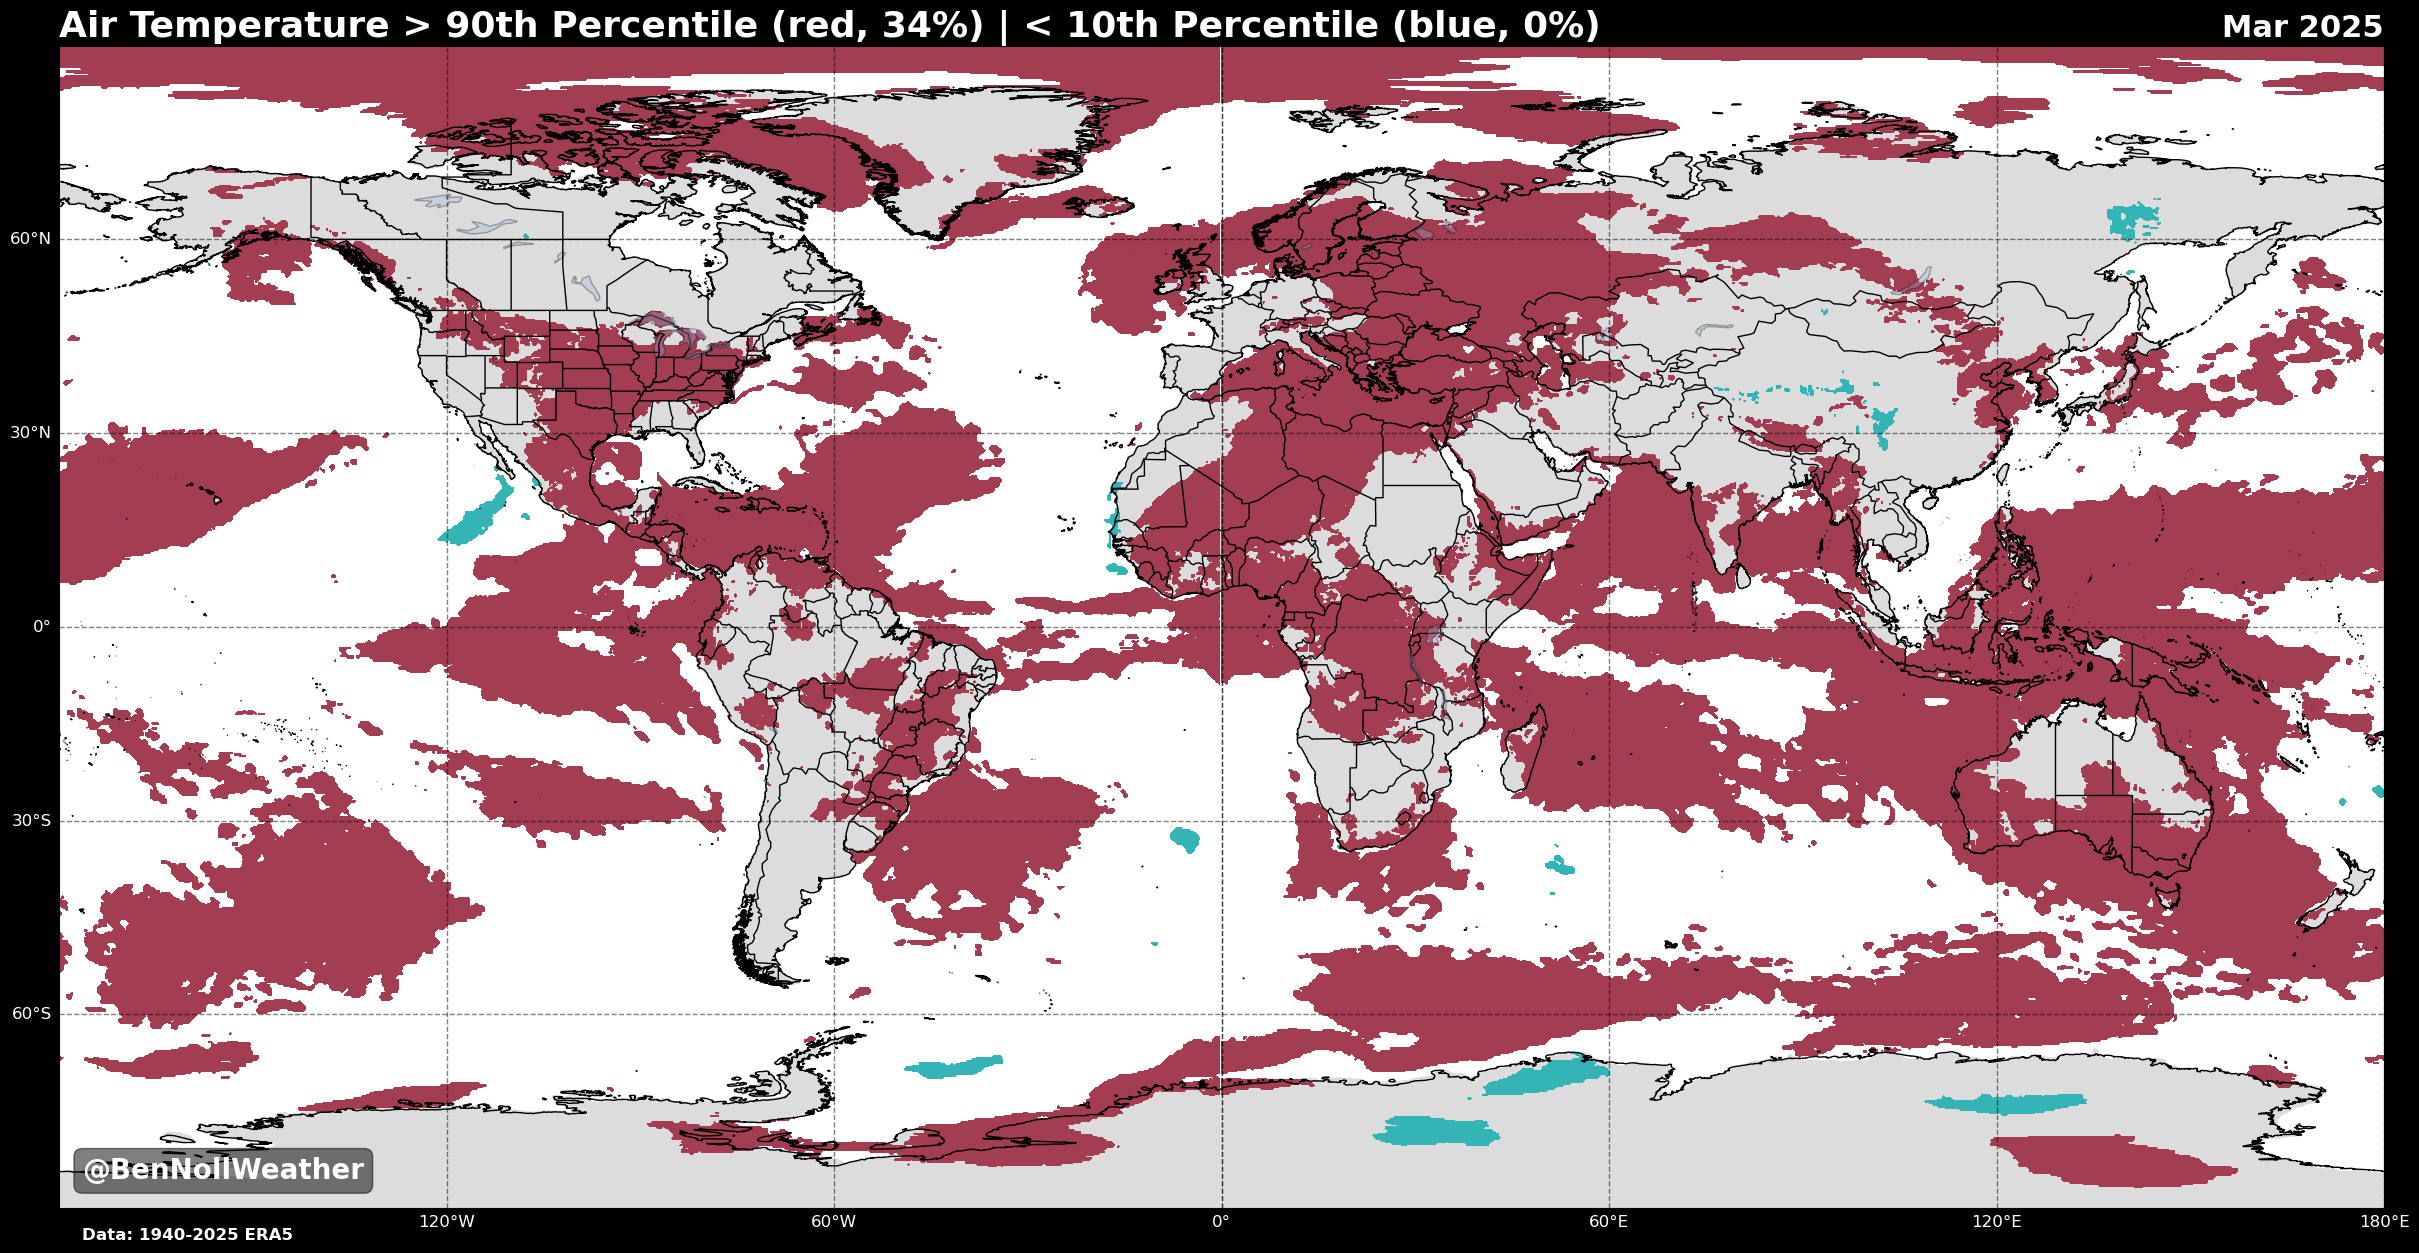 Air Temperature > 90th Percentile (red, 34%) | < 10th Percentile (blue, 0%)
Mar 2025
60°N
30°N
0°
30°S
60°S
@BenNollWeather
120°W
60°W
0°
60°E
120°E
180°E
Data: 1940-2025 ERA5